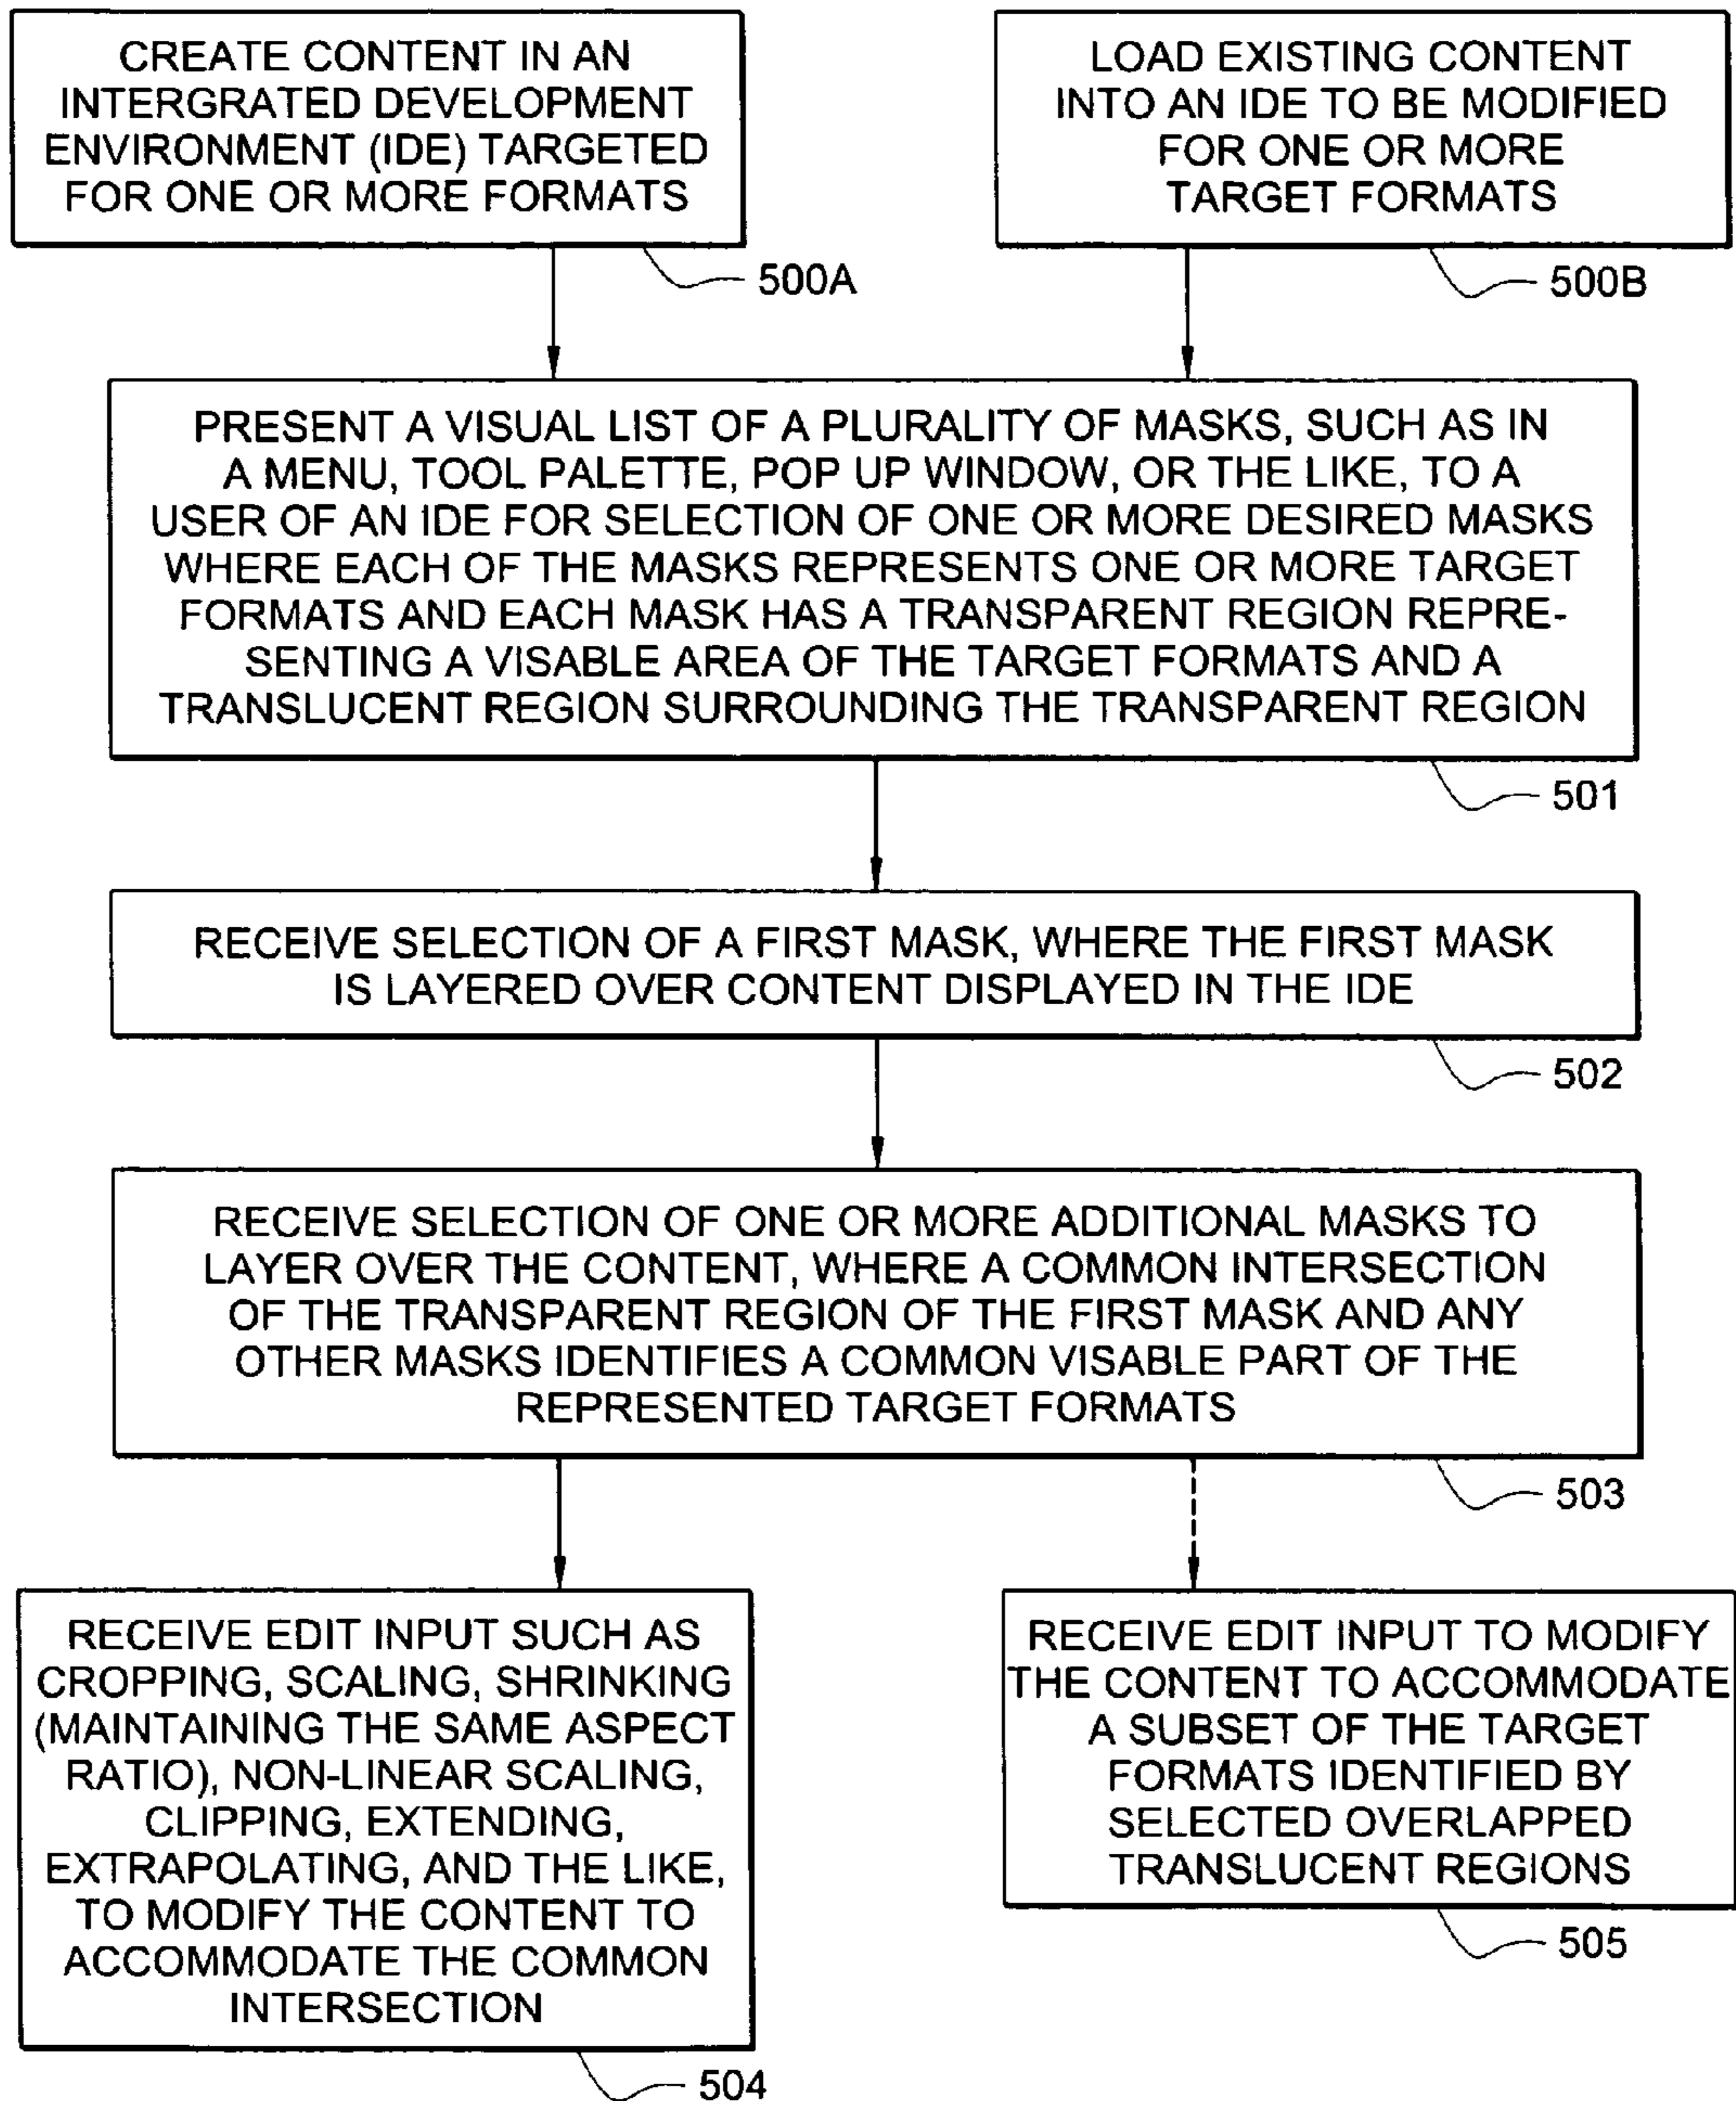 CREATE CONTENT IN AN
INTERGRATED DEVELOPMENT
ENVIRONMENT (IDE) TARGETED
FOR ONE OR MORE FORMATS
500A
LOAD EXISTING CONTENT
INTO AN IDE TO BE MODIFIED
FOR ONE OR MORE
TARGET FORMATS
500B
PRESENT A VISUAL LIST OF A PLURALITY OF MASKS, SUCH AS IN
A MENU, TOOL PALETTE, POP UP WINDOW, OR THE LIKE, TO A
USER OF AN IDE FOR SELECTION OF ONE OR MORE DESIRED MASKS
WHERE EACH OF THE MASKS REPRESENTS ONE OR MORE TARGET
FORMATS AND EACH MASK HAS A TRANSPARENT REGION REPRE-
SENTING A VISABLE AREA OF THE TARGET FORMATS AND A
TRANSLUCENT REGION SURROUNDING THE TRANSPARENT REGION
501
RECEIVE SELECTION OF A FIRST MASK, WHERE THE FIRST MASK
IS LAYERED OVER CONTENT DISPLAYED IN THE IDE
502
RECEIVE SELECTION OF ONE OR MORE ADDITIONAL MASKS TO
LAYER OVER THE CONTENT, WHERE A COMMON INTERSECTION
OF THE TRANSPARENT REGION OF THE FIRST MASK AND ANY
OTHER MASKS IDENTIFIES A COMMON VISABLE PART OF THE
REPRESENTED TARGET FORMATS
503
RECEIVE EDIT INPUT SUCH AS
CROPPING, SCALING, SHRINKING
(MAINTAINING THE SAME ASPECT
RATIO), NON-LINEAR SCALING,
CLIPPING, EXTENDING,
EXTRAPOLATING, AND THE LIKE,
TO MODIFY THE CONTENT TO
ACCOMMODATE THE COMMON
INTERSECTION
504
RECEIVE EDIT INPUT TO MODIFY
THE CONTENT TO ACCOMMODATE
A SUBSET OF THE TARGET
FORMATS IDENTIFIED BY
SELECTED OVERLAPPED
TRANSLUCENT REGIONS
505